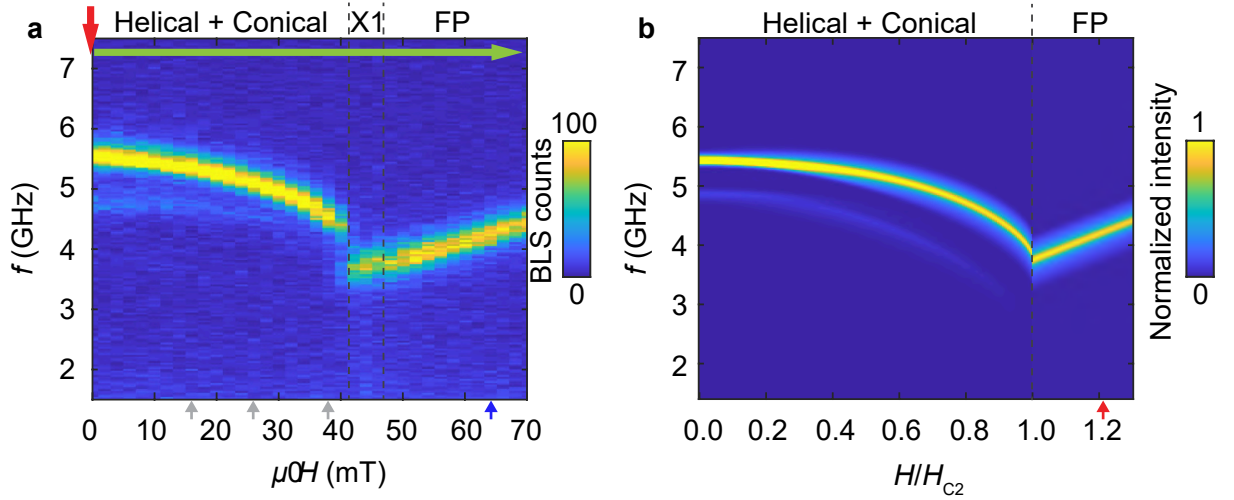 a
Helical + Conical
X1
FP
7
6
5
4
3
2
f (GHz)
0 10 20 30 40 50 60 70
μ0H (mT)
100
BLS counts
0
b
Helical + Conical
FP
7
6
5
4
3
2
f (GHz)
0.0 0.2 0.4 0.6 0.8 1.0 1.2
H/HC2
1
Normalized intensity
0